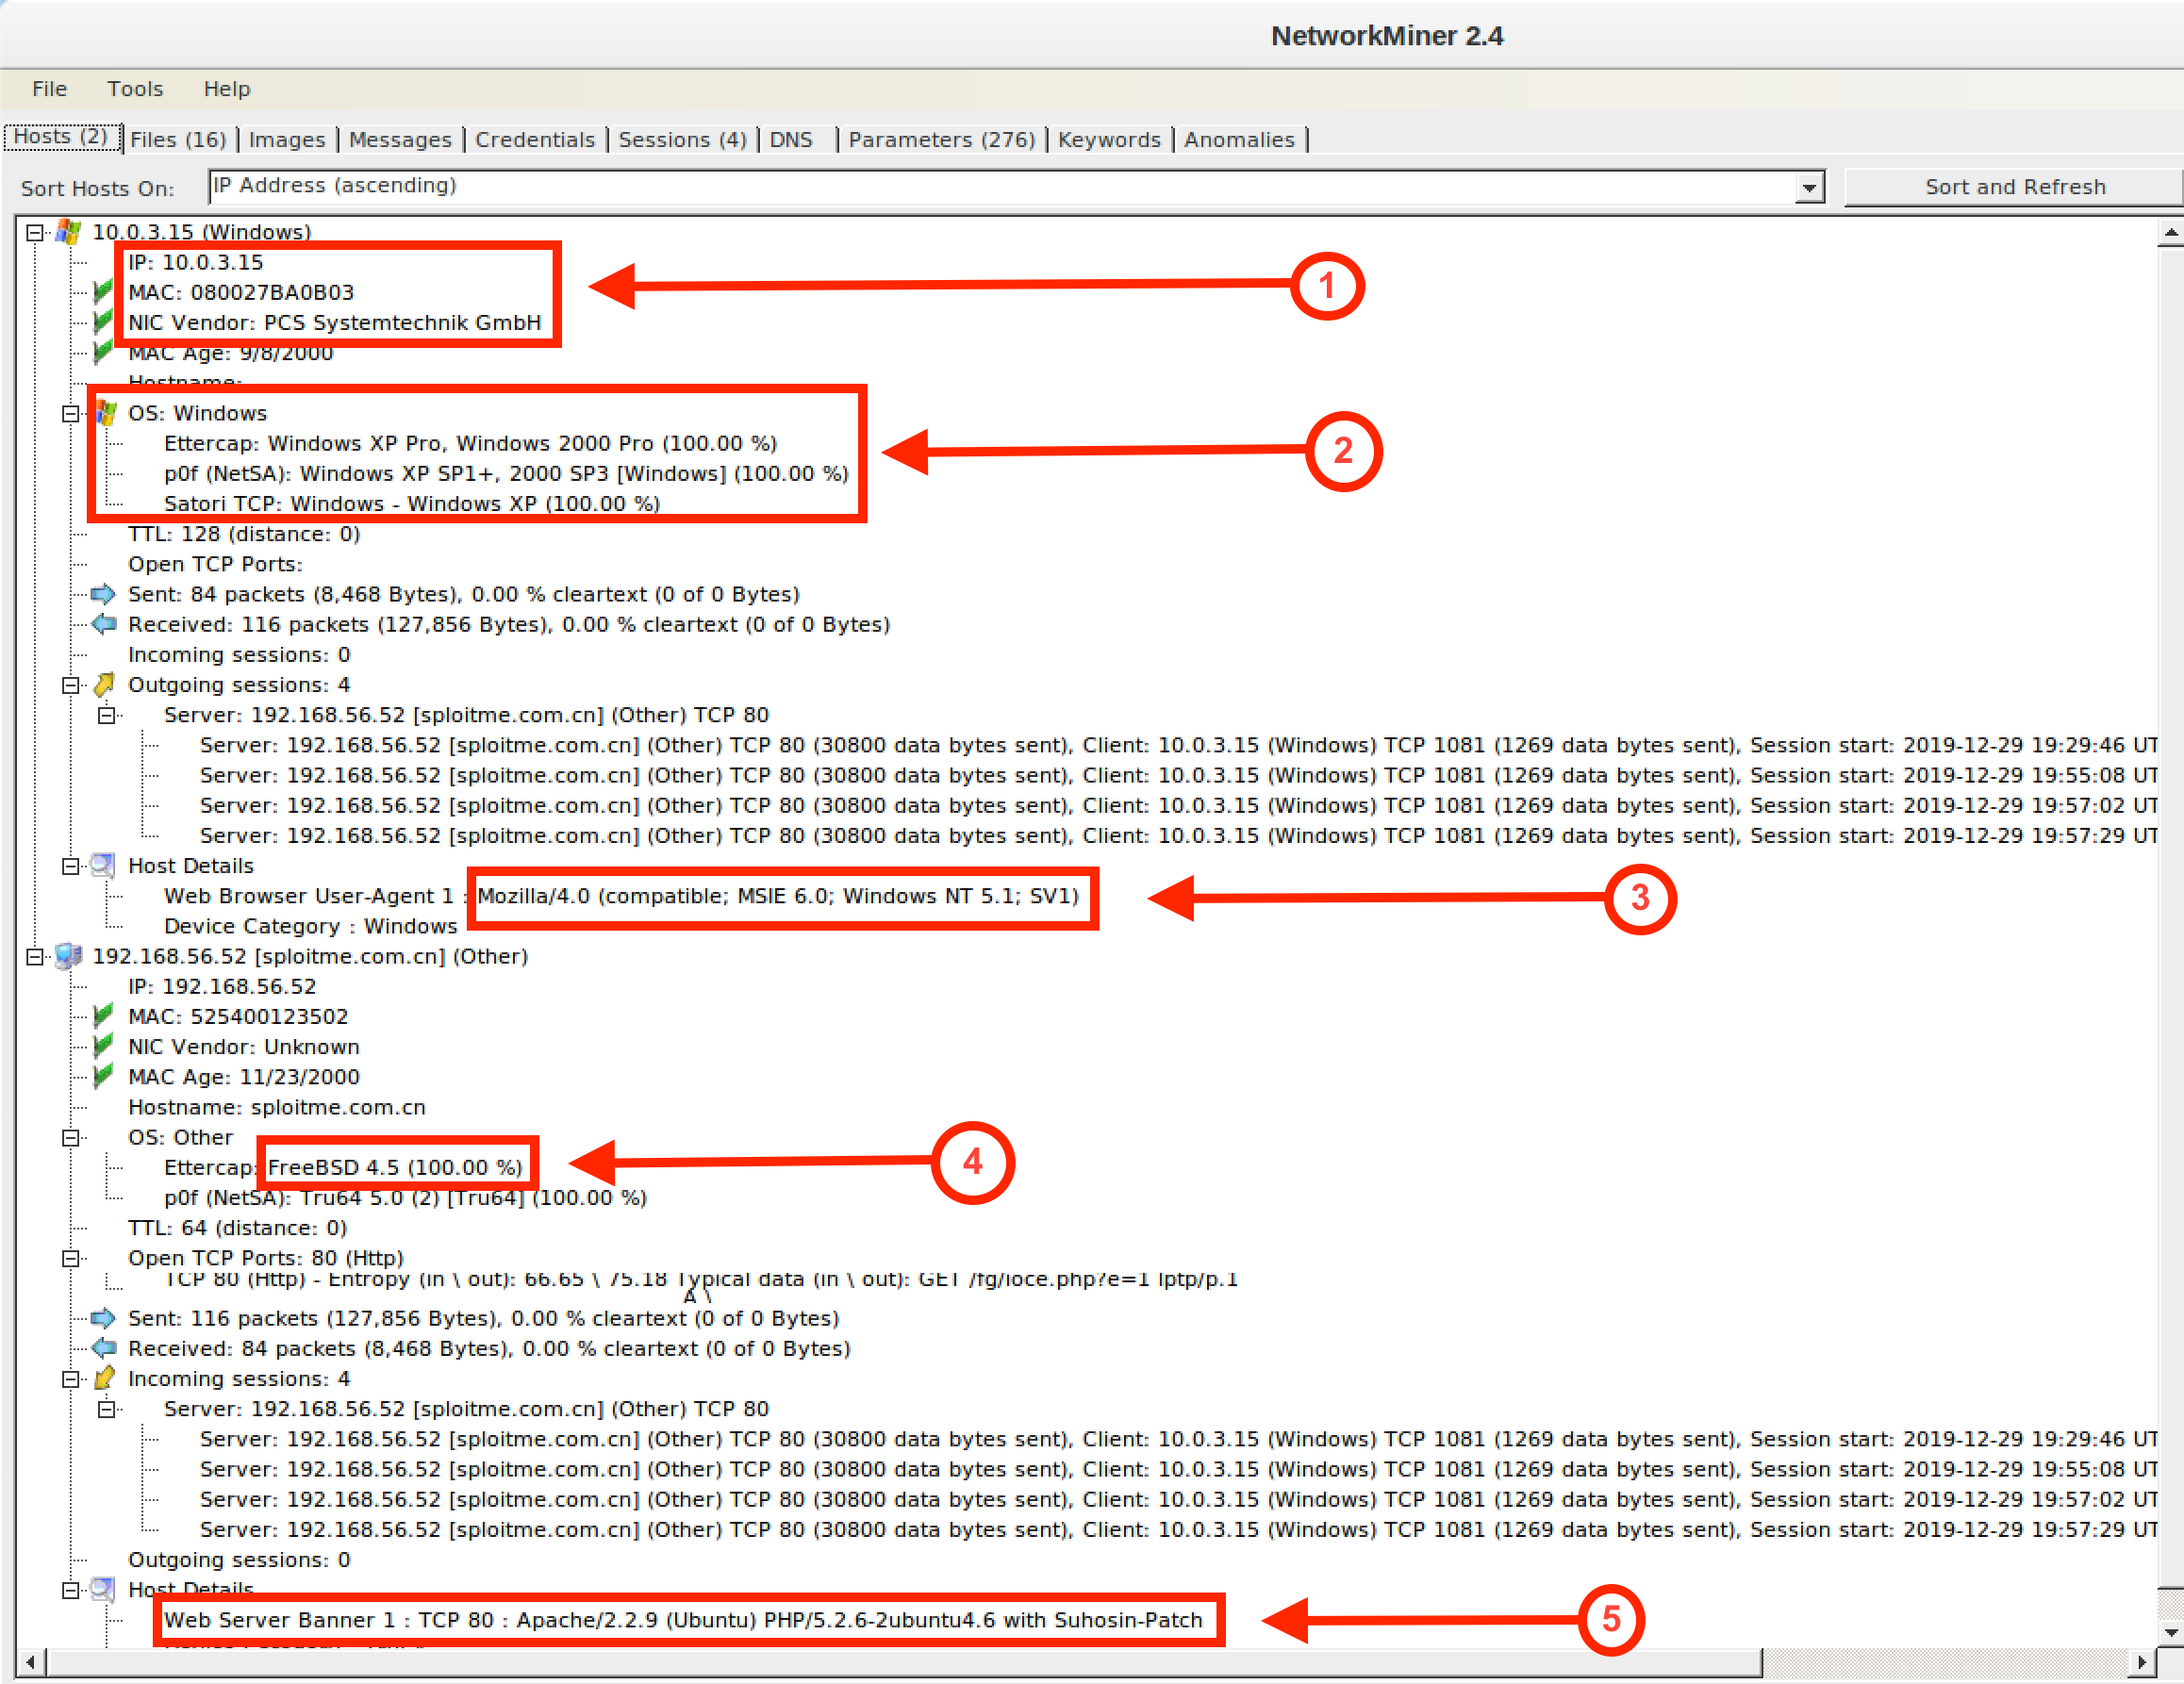 NetworkMiner 2.4
File Tools Help
Hosts (2) Files (16) Images Messages Credentials Sessions (4) DNS Parameters (276) Keywords Anomalies
Sort Hosts On: IP Address (ascending) Sort and Refresh
10.0.3.15 (Windows)
IP: 10.0.3.15
MAC: 080027BA0B03
1
NIC Vendor: PCS Systemtechnik GmbH
MAC Age: 9/8/2000
Hostname:
OS: Windows
Ettercap: Windows XP Pro, Windows 2000 Pro (100.00 %)
2
p0f (NetSA): Windows XP SP1+, 2000 SP3 [Windows] (100.00 %)
Satori TCP: Windows - Windows XP (100.00 %)
TTL: 128 (distance: 0)
Open TCP Ports:
Sent: 84 packets (8,468 Bytes), 0.00 % cleartext (0 of 0 Bytes)
Received: 116 packets (127,856 Bytes), 0.00 % cleartext (0 of 0 Bytes)
Incoming sessions: 0
Outgoing sessions: 4
Server: 192.168.56.52 [sploitme.com.cn] (Other) TCP 80
Server: 192.168.56.52 [sploitme.com.cn] (Other) TCP 80 (30800 data bytes sent), Client: 10.0.3.15 (Windows) TCP 1081 (1269 data bytes sent), Session start: 2019-12-29 19:29:46 UT
Server: 192.168.56.52 [sploitme.com.cn] (Other) TCP 80 (30800 data bytes sent), Client: 10.0.3.15 (Windows) TCP 1081 (1269 data bytes sent), Session start: 2019-12-29 19:55:08 UT
Server: 192.168.56.52 [sploitme.com.cn] (Other) TCP 80 (30800 data bytes sent), Client: 10.0.3.15 (Windows) TCP 1081 (1269 data bytes sent), Session start: 2019-12-29 19:57:02 UT
Server: 192.168.56.52 [sploitme.com.cn] (Other) TCP 80 (30800 data bytes sent), Client: 10.0.3.15 (Windows) TCP 1081 (1269 data bytes sent), Session start: 2019-12-29 19:57:29 UT
Host Details
Web Browser User-Agent 1 : Mozilla/4.0 (compatible; MSIE 6.0; Windows NT 5.1; SV1)
3
Device Category : Windows
192.168.56.52 [sploitme.com.cn] (Other)
IP: 192.168.56.52
MAC: 525400123502
NIC Vendor: Unknown
MAC Age: 11/23/2000
Hostname: sploitme.com.cn
OS: Other
Ettercap: FreeBSD 4.5 (100.00 %)
4
p0f (NetSA): Tru64 5.0 (2) [Tru64] (100.00 %)
TTL: 64 (distance: 0)
Open TCP Ports: 80 (Http)
TCP 80 (Http) - Entropy (in \ out): 66.65 \ 75.18 Typical data (in \ out): GET /fg/ioce.php?e=1 lptp/p.1
A \
Sent: 116 packets (127,856 Bytes), 0.00 % cleartext (0 of 0 Bytes)
Received: 84 packets (8,468 Bytes), 0.00 % cleartext (0 of 0 Bytes)
Incoming sessions: 4
Server: 192.168.56.52 [sploitme.com.cn] (Other) TCP 80
Server: 192.168.56.52 [sploitme.com.cn] (Other) TCP 80 (30800 data bytes sent), Client: 10.0.3.15 (Windows) TCP 1081 (1269 data bytes sent), Session start: 2019-12-29 19:29:46 UT
Server: 192.168.56.52 [sploitme.com.cn] (Other) TCP 80 (30800 data bytes sent), Client: 10.0.3.15 (Windows) TCP 1081 (1269 data bytes sent), Session start: 2019-12-29 19:55:08 UT
Server: 192.168.56.52 [sploitme.com.cn] (Other) TCP 80 (30800 data bytes sent), Client: 10.0.3.15 (Windows) TCP 1081 (1269 data bytes sent), Session start: 2019-12-29 19:57:02 UT
Server: 192.168.56.52 [sploitme.com.cn] (Other) TCP 80 (30800 data bytes sent), Client: 10.0.3.15 (Windows) TCP 1081 (1269 data bytes sent), Session start: 2019-12-29 19:57:29 UT
Outgoing sessions: 0
Host Details
Web Server Banner 1 : TCP 80 : Apache/2.2.9 (Ubuntu) PHP/5.2.6-2ubuntu4.6 with Suhosin-Patch
5